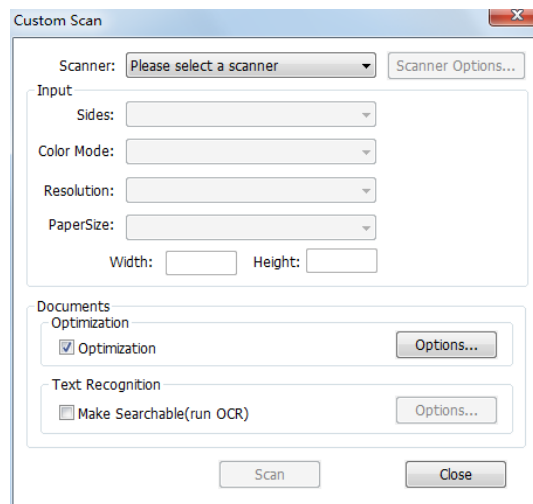 Custom Scan
Scanner: Please select a scanner Scanner Options...
Input
Sides:
Color Mode:
Resolution:
PaperSize:
Width: Height:
Documents
Optimization
Optimization Options...
Text Recognition
Make Searchable(run OCR) Options...
Scan Close